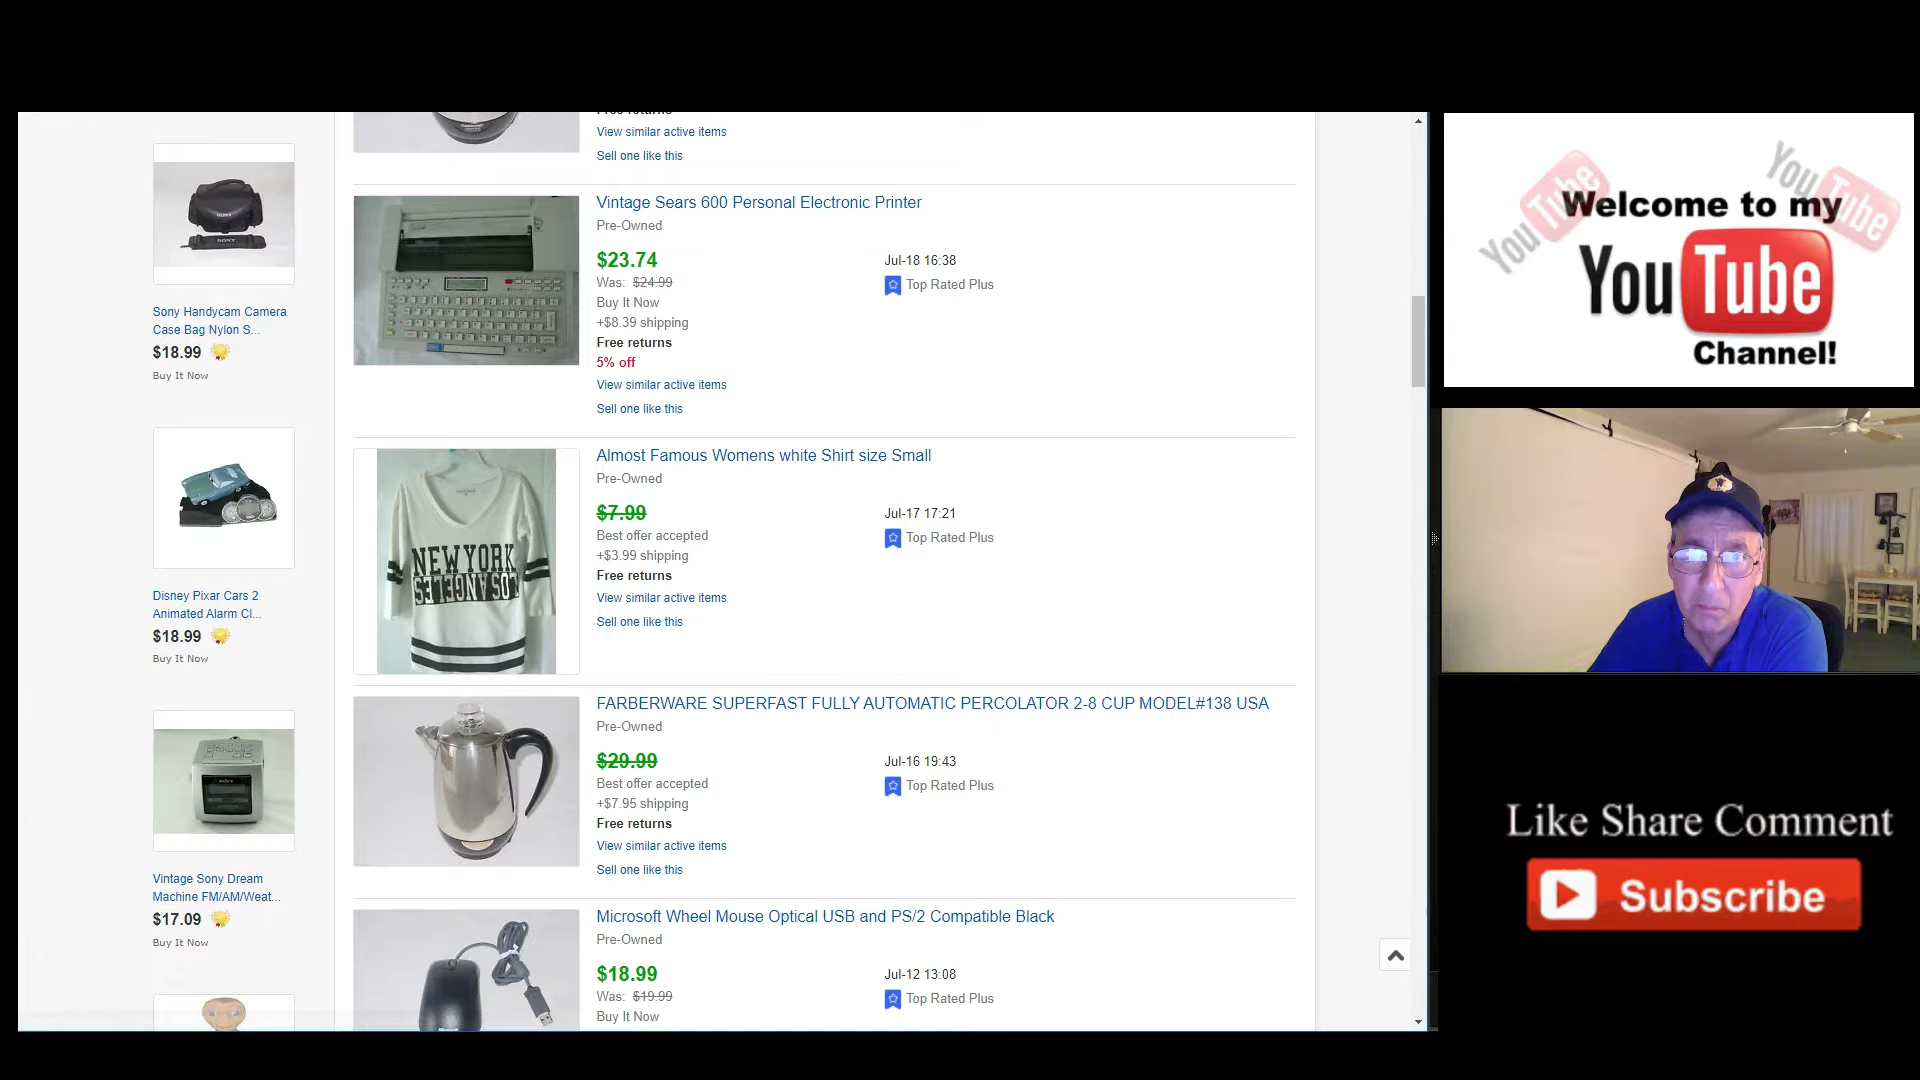 Sony Handycam Camera
Case Bag Nylon S...
$18.99
Buy It Now
Disney Pixar Cars 2
Animated Alarm Cl...
$18.99
Buy It Now
Vintage Sony Dream
Machine FM/AM/Weat...
$17.09
Buy It Now
Free returns
View similar active items
Sell one like this
Vintage Sears 600 Personal Electronic Printer
Pre-Owned
$23.74
Jul-18 16:38
Was: $24.99
Top Rated Plus
Buy It Now
+$8.39 shipping
Free returns
5% off
View similar active items
Sell one like this
Almost Famous Womens white Shirt size Small
Pre-Owned
$7.99
Jul-17 17:21
Best offer accepted
Top Rated Plus
+$3.99 shipping
Free returns
View similar active items
Sell one like this
NEW YORK
LOS ANGELES
FARBERWARE SUPERFAST FULLY AUTOMATIC PERCOLATOR 2-8 CUP MODEL#138 USA
Pre-Owned
$29.99
Jul-16 19:43
Best offer accepted
Top Rated Plus
+$7.95 shipping
Free returns
View similar active items
Sell one like this
Microsoft Wheel Mouse Optical USB and PS/2 Compatible Black
Pre-Owned
$18.99
Jul-12 13:08
Was: $19.99
Top Rated Plus
Buy It Now
YouTube
YouTube
Welcome to my
YouTube
Channel!
Like Share Comment
Subscribe
SONY
SONY